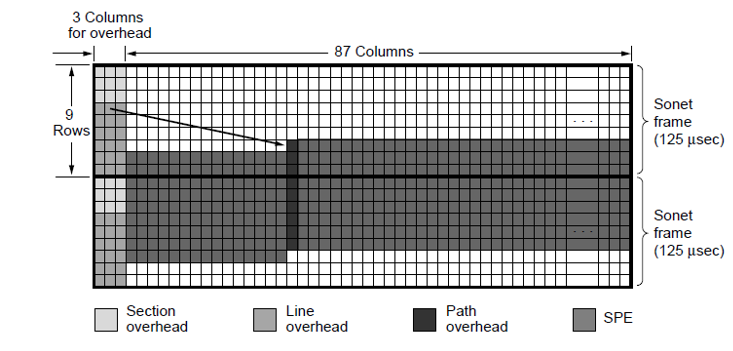 3 Columns
for overhead
87 Columns
9
Rows
. . .
Sonet
frame
(125 μsec)
Sonet
frame
(125 μsec)
. . .
Section
overhead
Line
overhead
Path
overhead
SPE